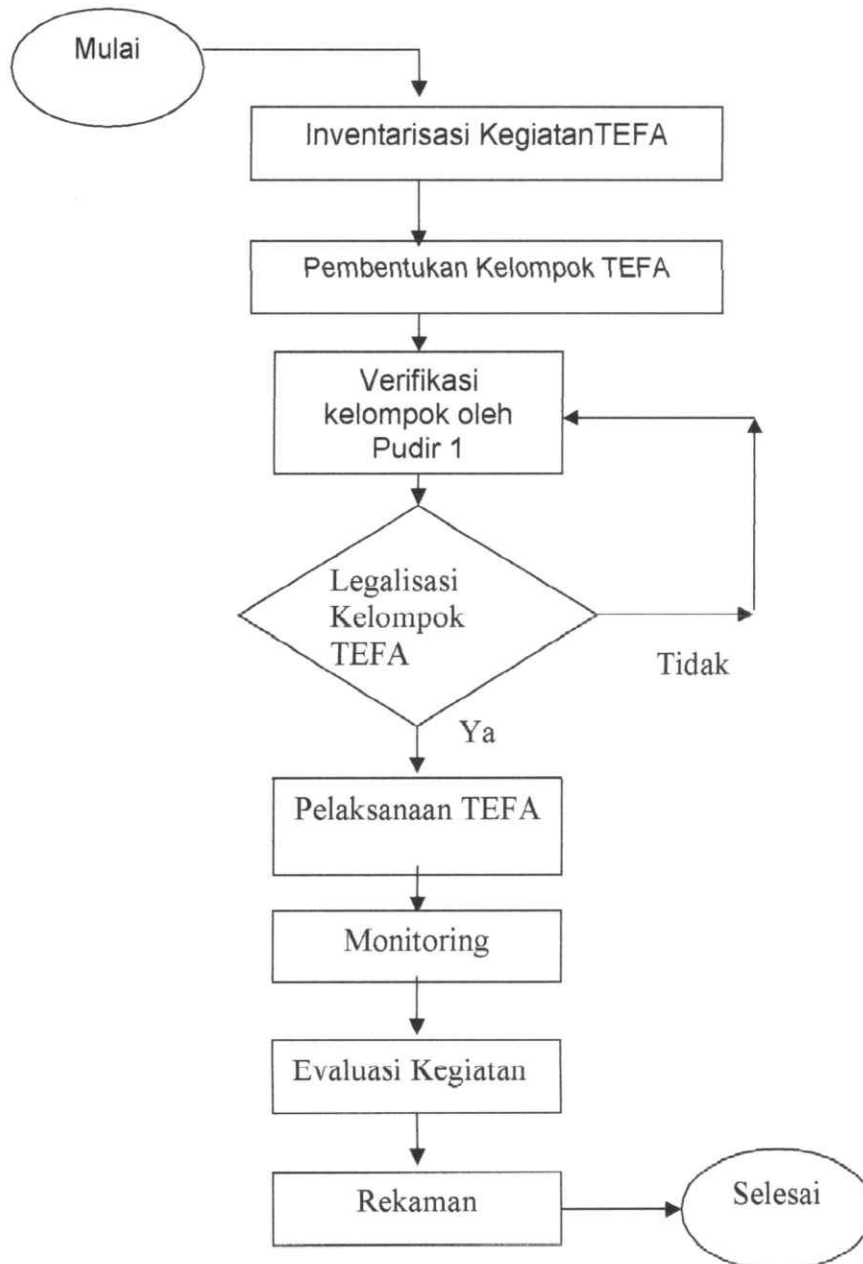 Mulai
Inventarisasi KegiatanTEFA
Pembentukan Kelompok TEFA
Verifikasi
kelompok oleh
Pudir 1
Legalisasi
Kelompok
TEFA
Tidak
Ya
Pelaksanaan TEFA
Monitoring
Evaluasi Kegiatan
Rekaman
Selesai